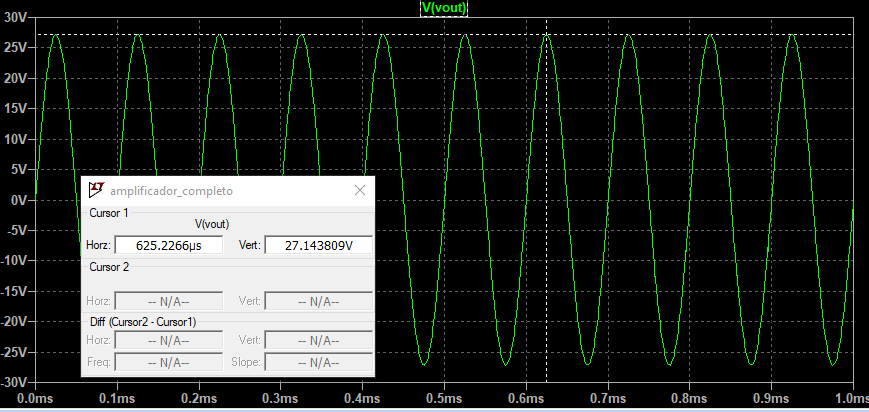 V(vout)
30V
25V
20V
15V
10V
5V
0V
-5V
-10V
-15V
-20V
-25V
-30V
amplificador_completo
Cursor 1
V(vout)
Horz: 625.2266µs Vert: 27.143809V
Cursor 2
Horz: -- N/A-- Vert: -- N/A--
Diff (Cursor2 - Cursor1)
Horz: -- N/A-- Vert: -- N/A--
Freq: -- N/A-- Slope: -- N/A--
0.0ms 0.1ms 0.2ms 0.3ms 0.4ms 0.5ms 0.6ms 0.7ms 0.8ms 0.9ms 1.0ms